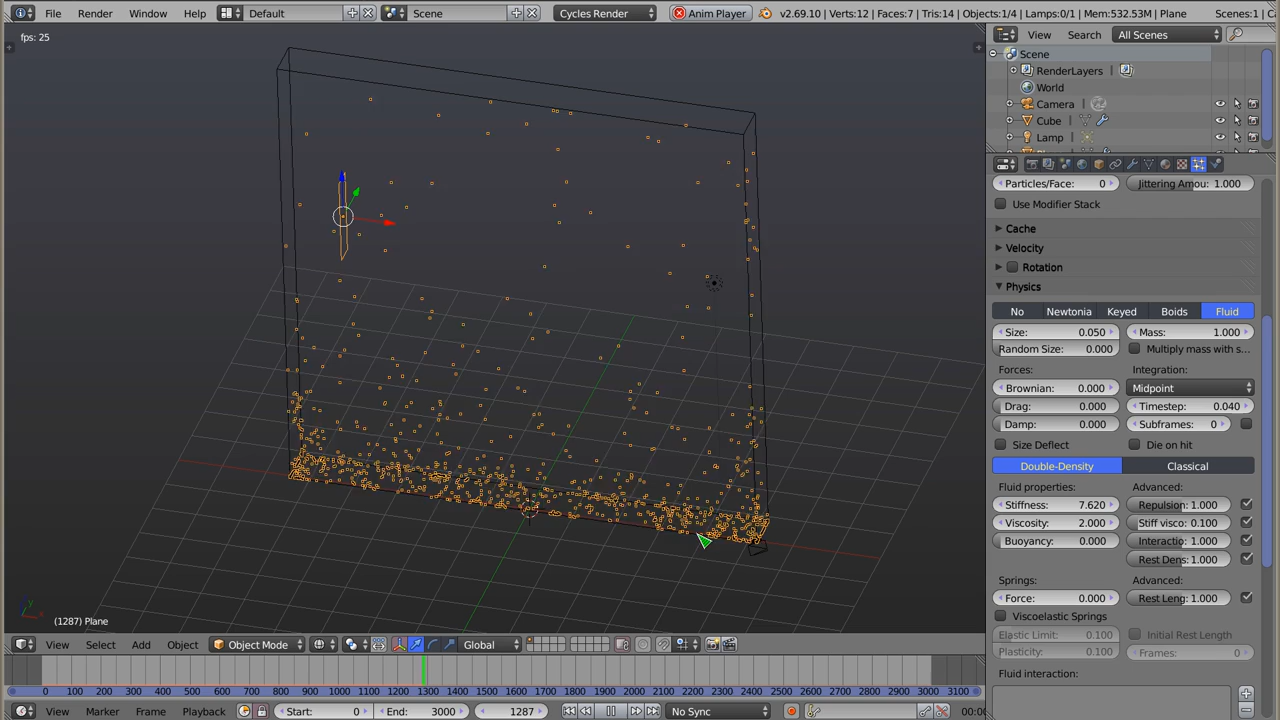 File Render Window Help Default Scene Cycles Render Anim Player v2.69.10 | Verts:12 | Faces:7 | Tris:14 | Objects:1/4 | Lamps:0/1 | Mem:532.53M | Plane Scenes:1 | C
fps: 25
View Search All Scenes
Scene
RenderLayers
World
Camera
Cube
Lamp
Particles/Face: 0 Jittering Amou: 1.000
Use Modifier Stack
Cache
Velocity
Rotation
Physics
No Newtonia Keyed Boids Fluid
Size: 0.050 Mass: 1.000
Random Size: 0.000 Multiply mass with s...
Forces: Integration:
Brownian: 0.000 Midpoint
Drag: 0.000 Timestep: 0.040
Damp: 0.000 Subframes: 0
Size Deflect Die on hit
Double-Density Classical
Fluid properties: Advanced:
Stiffness: 7.620 Repulsion: 1.000
Viscosity: 2.000 Stiff visco: 0.100
Buoyancy: 0.000 Interactio: 1.000
Rest Dens: 1.000
Springs: Advanced:
Force: 0.000 Rest Leng: 1.000
Viscoelastic Springs
Elastic Limit: 0.100 Initial Rest Length
Plasticity: 0.100 Frames: 0
Fluid interaction:
(1287) Plane
View Select Add Object Object Mode Global
0 100 200 300 400 500 600 700 800 900 1000 1100 1200 1300 1400 1500 1600 1700 1800 1900 2000 2100 2200 2300 2400 2500 2600 2700 2800 2900 3000 3100
View Marker Frame Playback Start: 0 End: 3000 1287 No Sync 00:0